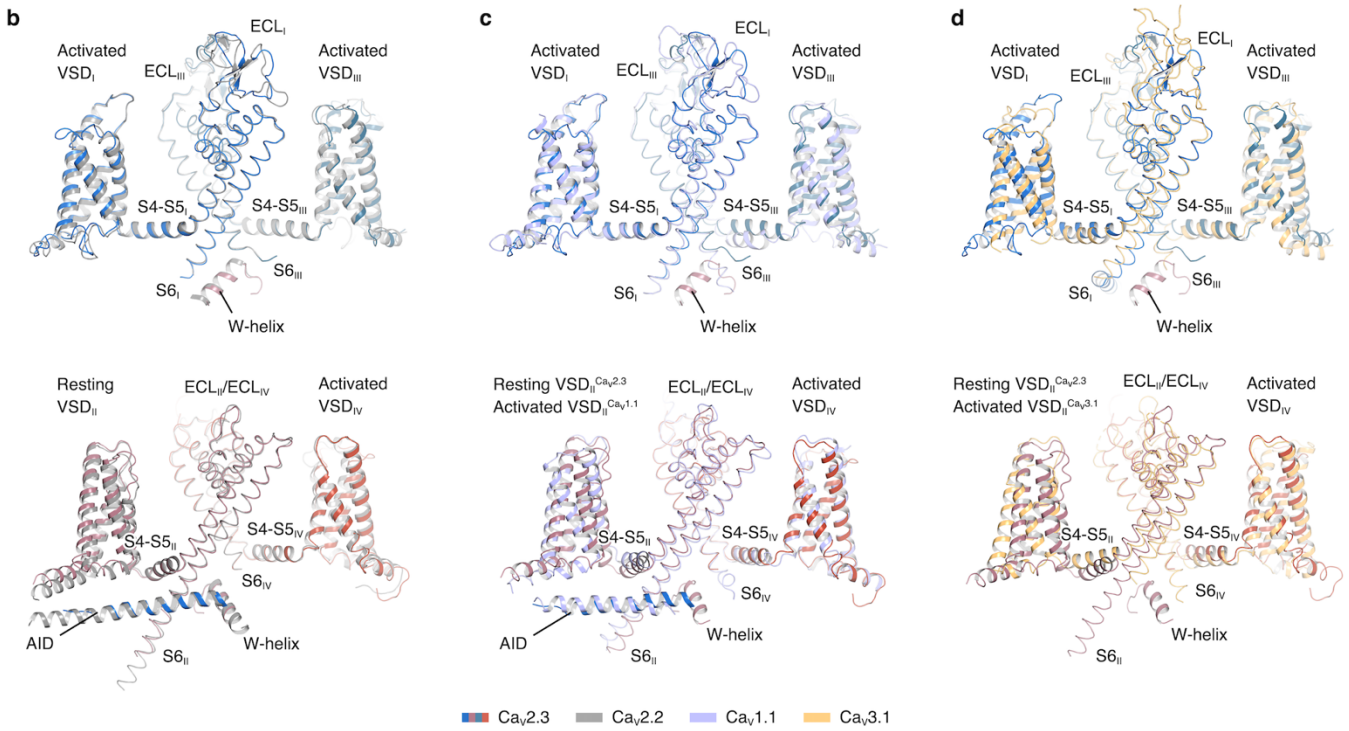 b
Activated
VSD_I
ECL_I
ECL_III
Activated
VSD_III
S4-S5_I
S4-S5_III
S6_I
S6_III
W-helix
Resting
VSD_II
ECL_II/ECL_IV
Activated
VSD_IV
S4-S5_II
S4-S5_IV
S6_IV
AID
W-helix
S6_II
c
Activated
VSD_I
ECL_I
ECL_III
Activated
VSD_III
S4-S5_I
S4-S5_III
S6_I
S6_III
W-helix
Resting VSD_II^CaV2.3
Activated VSD_II^CaV1.1
ECL_II/ECL_IV
Activated
VSD_IV
S4-S5_II
S4-S5_IV
S6_IV
AID
W-helix
S6_II
d
Activated
VSD_I
ECL_I
ECL_III
Activated
VSD_III
S4-S5_I
S4-S5_III
S6_I
S6_III
W-helix
Resting VSD_II^CaV2.3
Activated VSD_II^CaV3.1
ECL_II/ECL_IV
Activated
VSD_IV
S4-S5_II
S4-S5_IV
S6_IV
W-helix
S6_II
CaV2.3 CaV2.2 CaV1.1 CaV3.1